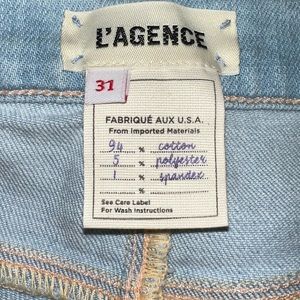 L'AGENCE
31
FABRIQUÉ AUX U.S.A.
From Imported Materials
94 % cotton
5 % polyester
1 % spandex
%
See Care Label
For Wash Instructions